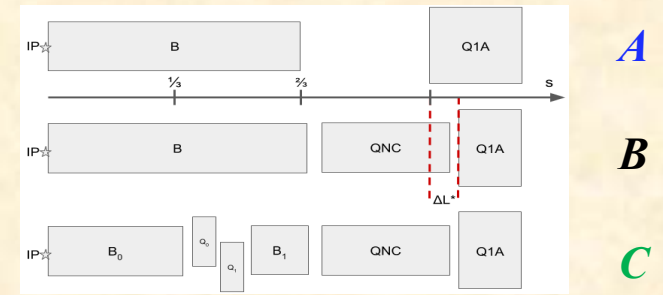 IP☆ B Q1A A
⅓ ⅔ s
IP☆ B QNC Q1A B
ΔL*
IP☆ B₀ Q₀ Q₁ B₁ QNC Q1A C